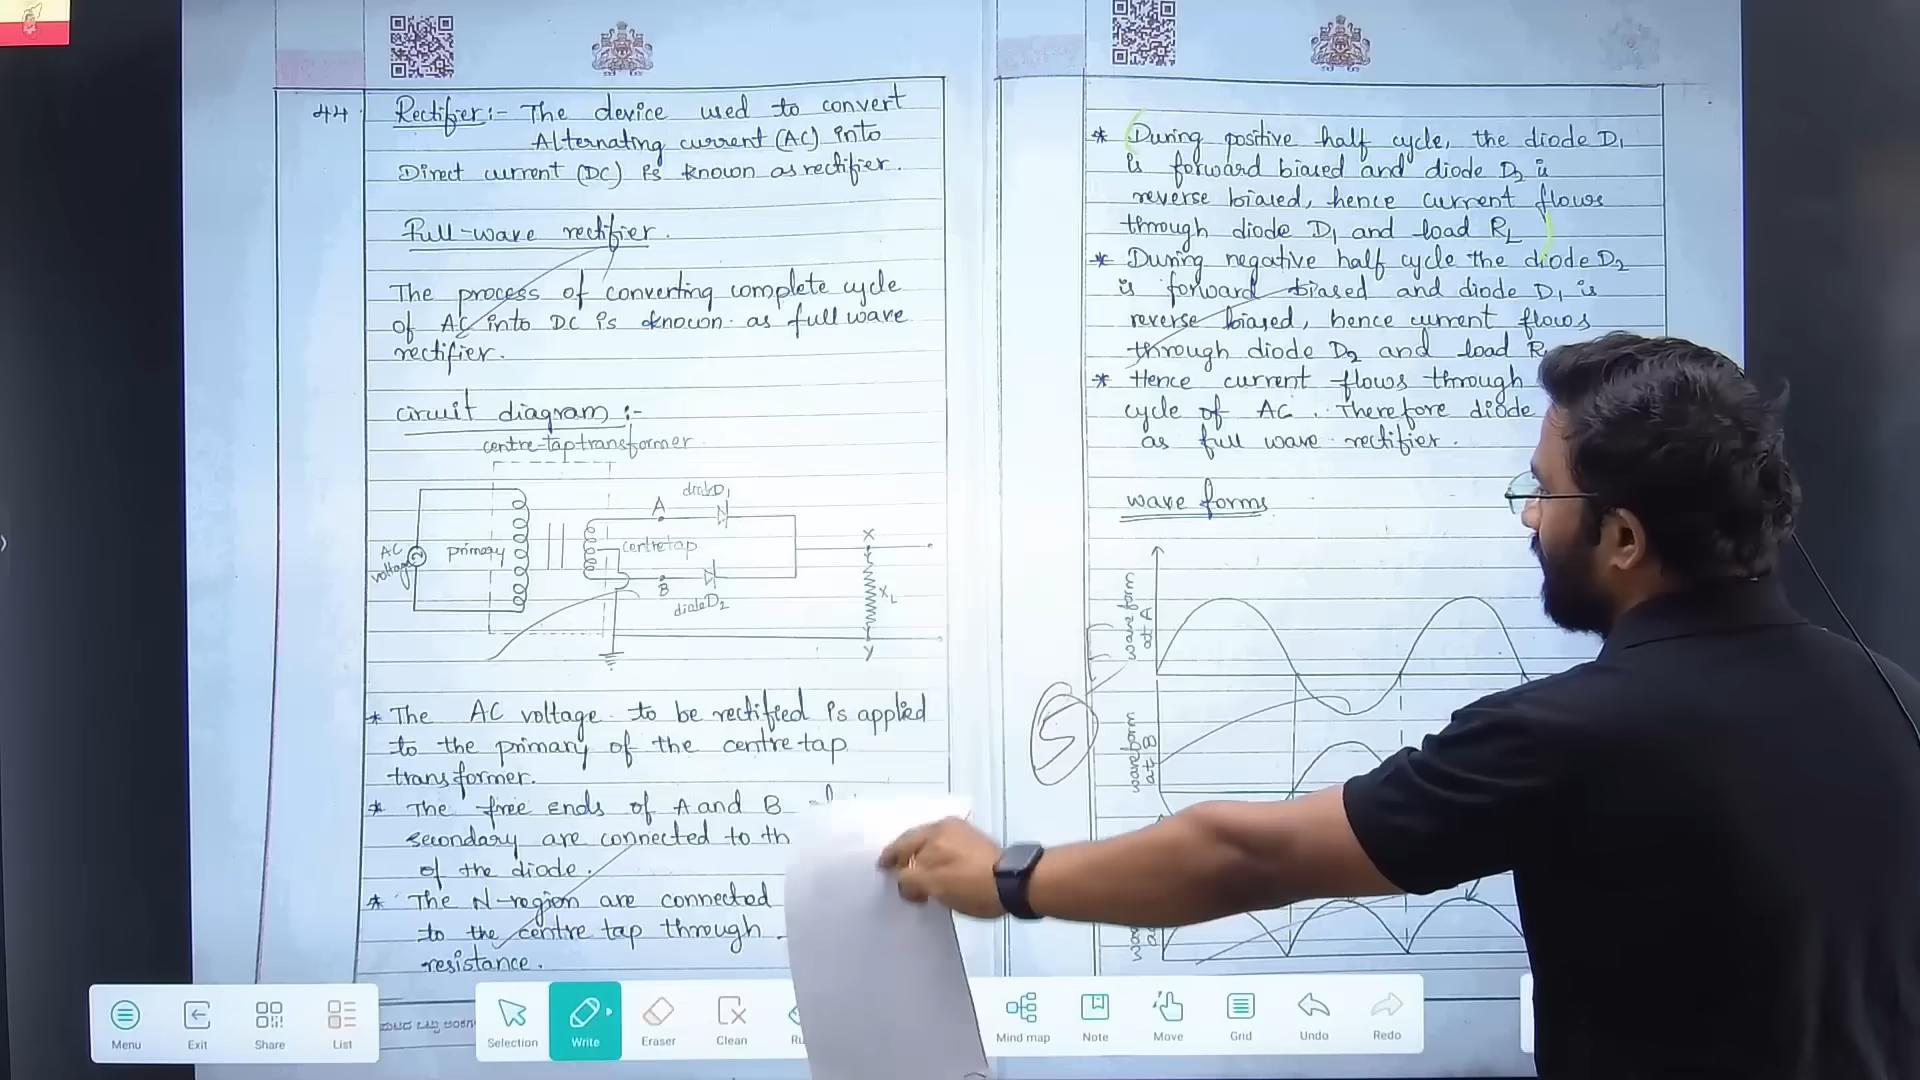 44
Rectifier:- The device used to convert
Alternating current (AC) into
Direct current (DC) is known as rectifier.
Full-wave rectifier.
The process of converting complete cycle
of AC into DC is known as full wave
rectifier.
circuit diagram :-
centre-tap transformer
diode D1
A
AC
voltage
primary
centretap
B
diode D2
X
XL
Y
* The AC voltage to be rectified is applied
to the primary of the centre tap
transformer.
* The free ends of A and B
secondary are connected to th
of the diode.
* The N-region are connected
to the centre tap through
resistance.
* During positive half cycle, the diode D1
is forward biased and diode D2 is
reverse biased, hence current flows
through diode D1 and load RL
* During negative half cycle the diode D2
is forward biased and diode D1 is
reverse biased, hence current flows
through diode D2 and load R
* Hence current flows through
cycle of AC. Therefore diode
as full wave rectifier.
wave forms
wave form
at A
waveform
at B
5
Menu
Exit
Share
List
Selection
Write
Eraser
Clean
Ru
Mind map
Note
Move
Grid
Undo
Redo